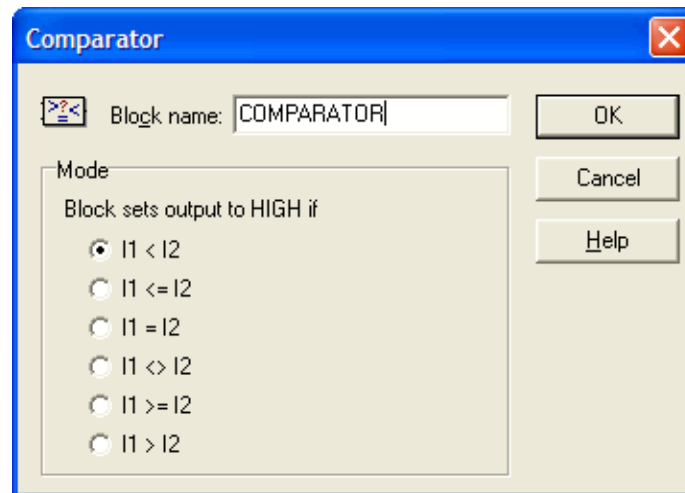 Comparator
Block name: COMPARATOR
OK
Mode
Cancel
Block sets output to HIGH if
Help
I1 < I2
I1 <= I2
I1 = I2
I1 <> I2
I1 >= I2
I1 > I2